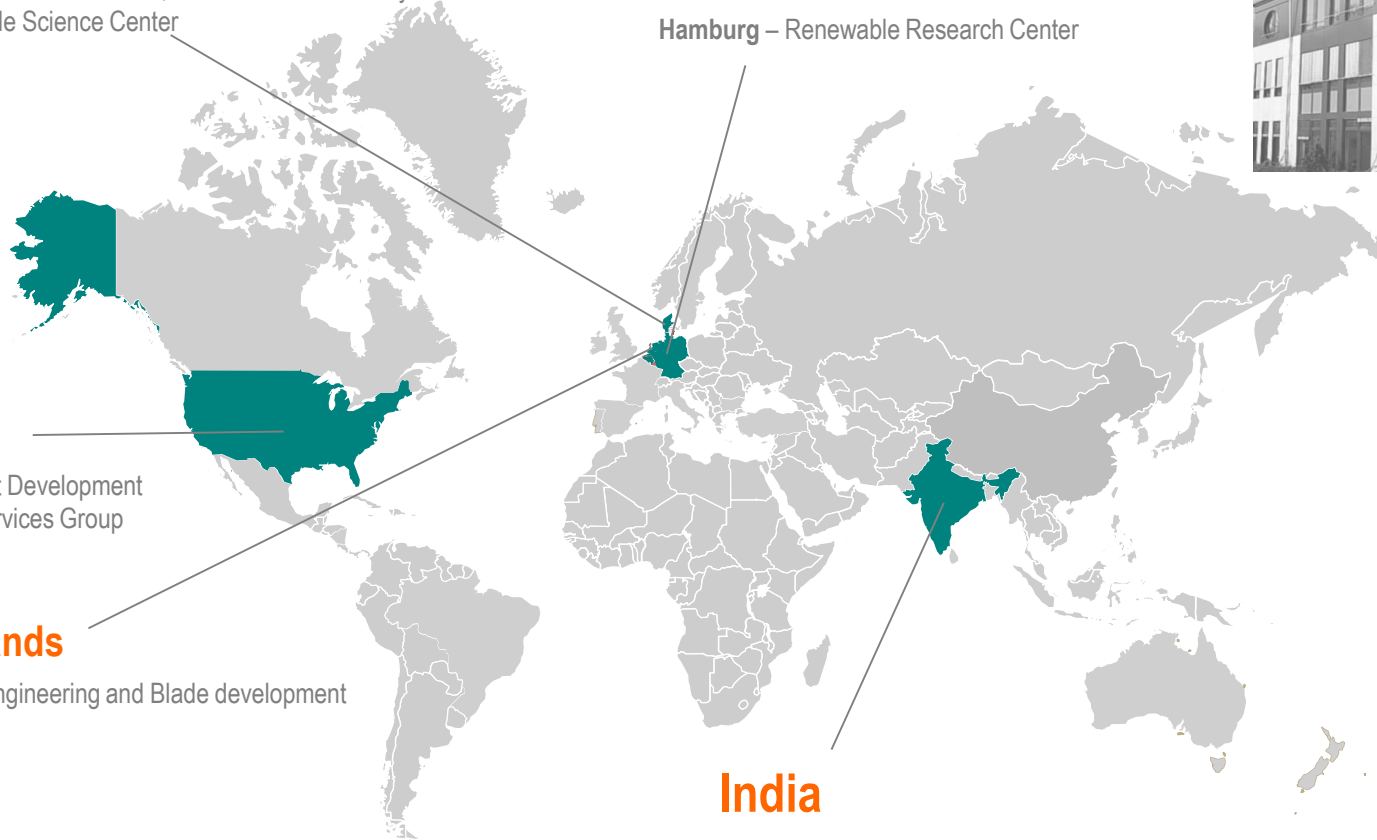 le Science Center
Hamburg – Renewable Research Center
t Development
rvices Group
nds
ngineering and Blade development
India